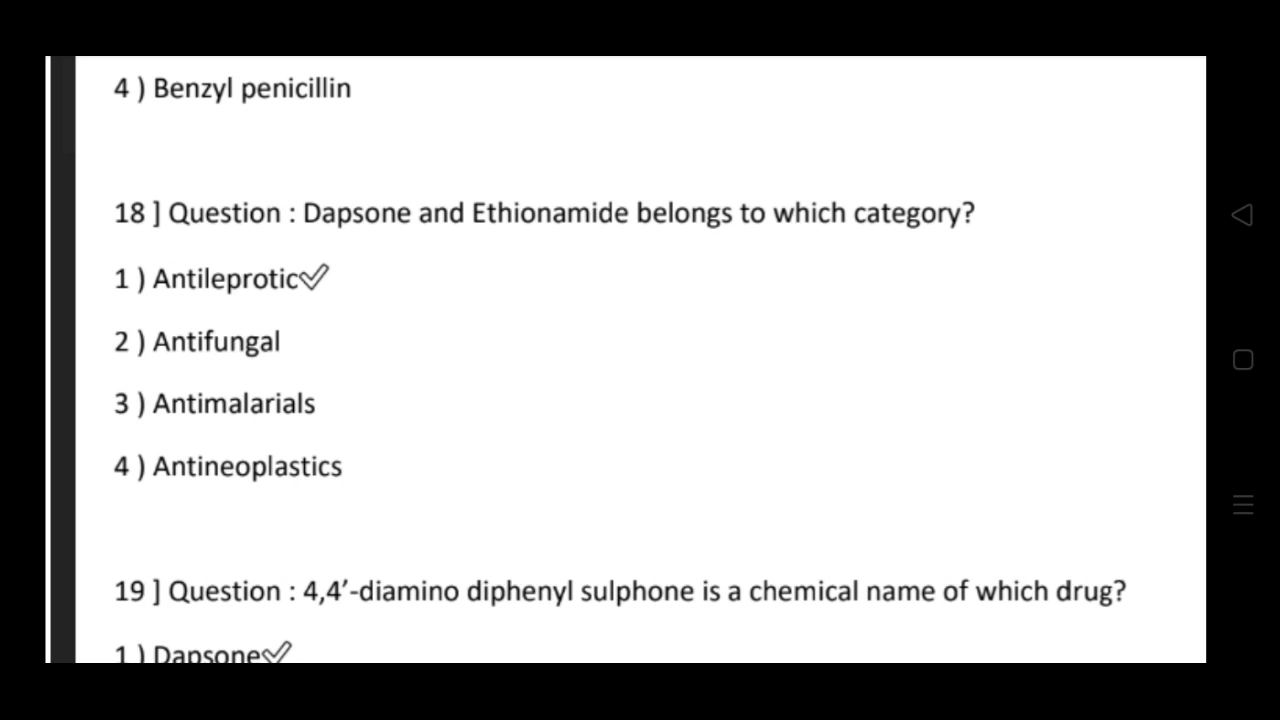 4 ) Benzyl penicillin
18 ] Question : Dapsone and Ethionamide belongs to which category?
1 ) Antileprotic✓
2 ) Antifungal
3 ) Antimalarials
4 ) Antineoplastics
19 ] Question : 4,4’-diamino diphenyl sulphone is a chemical name of which drug?
1 ) Dapsone✓